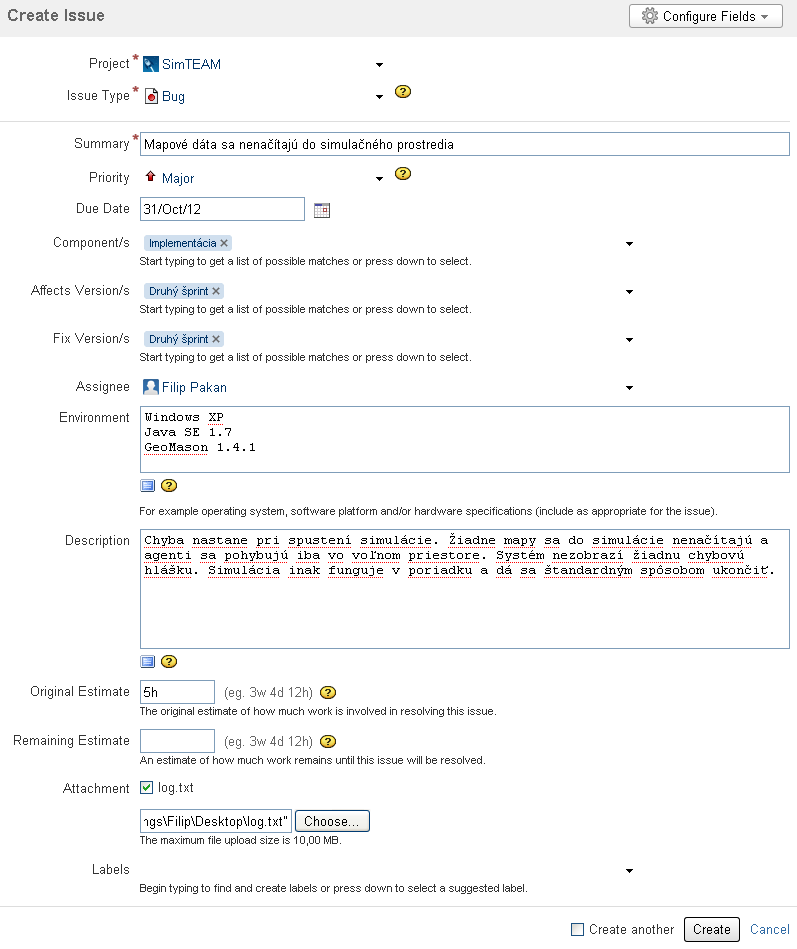 Create Issue
Configure Fields
Project * SimTEAM
Issue Type * Bug
Summary * Mapové dáta sa nenačítajú do simulačného prostredia
Priority Major
Due Date 31/Oct/12
Component/s Implementácia
Start typing to get a list of possible matches or press down to select.
Affects Version/s Druhý šprint
Start typing to get a list of possible matches or press down to select.
Fix Version/s Druhý šprint
Start typing to get a list of possible matches or press down to select.
Assignee Filip Pakan
Environment Windows XP
Java SE 1.7
GeoMason 1.4.1
For example operating system, software platform and/or hardware specifications (include as appropriate for the issue).
Description Chyba nastane pri spustení simulácie. Žiadne mapy sa do simulácie nenačítajú a
agenti sa pohybujú iba vo voľnom priestore. Systém nezobrazí žiadnu chybovú
hlášku. Simulácia inak funguje v poriadku a dá sa štandardným spôsobom ukončiť.
Original Estimate 5h (eg. 3w 4d 12h)
The original estimate of how much work is involved in resolving this issue.
Remaining Estimate (eg. 3w 4d 12h)
An estimate of how much work remains until this issue will be resolved.
Attachment log.txt
ngs\Filip\Desktop\log.txt" Choose...
The maximum file upload size is 10,00 MB.
Labels
Begin typing to find and create labels or press down to select a suggested label.
Create another Create Cancel